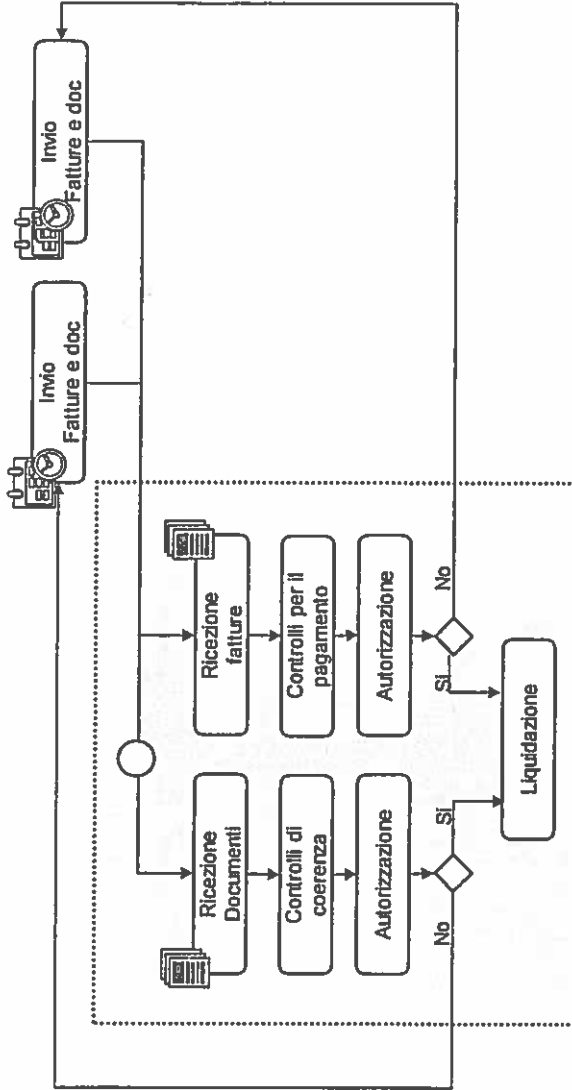 Invio
Fatture e doc
Invio
Fatture e doc
Ricezione
Documenti
Ricezione
fatture
Controlli di
coerenza
Controlli per il
pagamento
Autorizzazione
Autorizzazione
No
Si
Si
No
Liquidazione